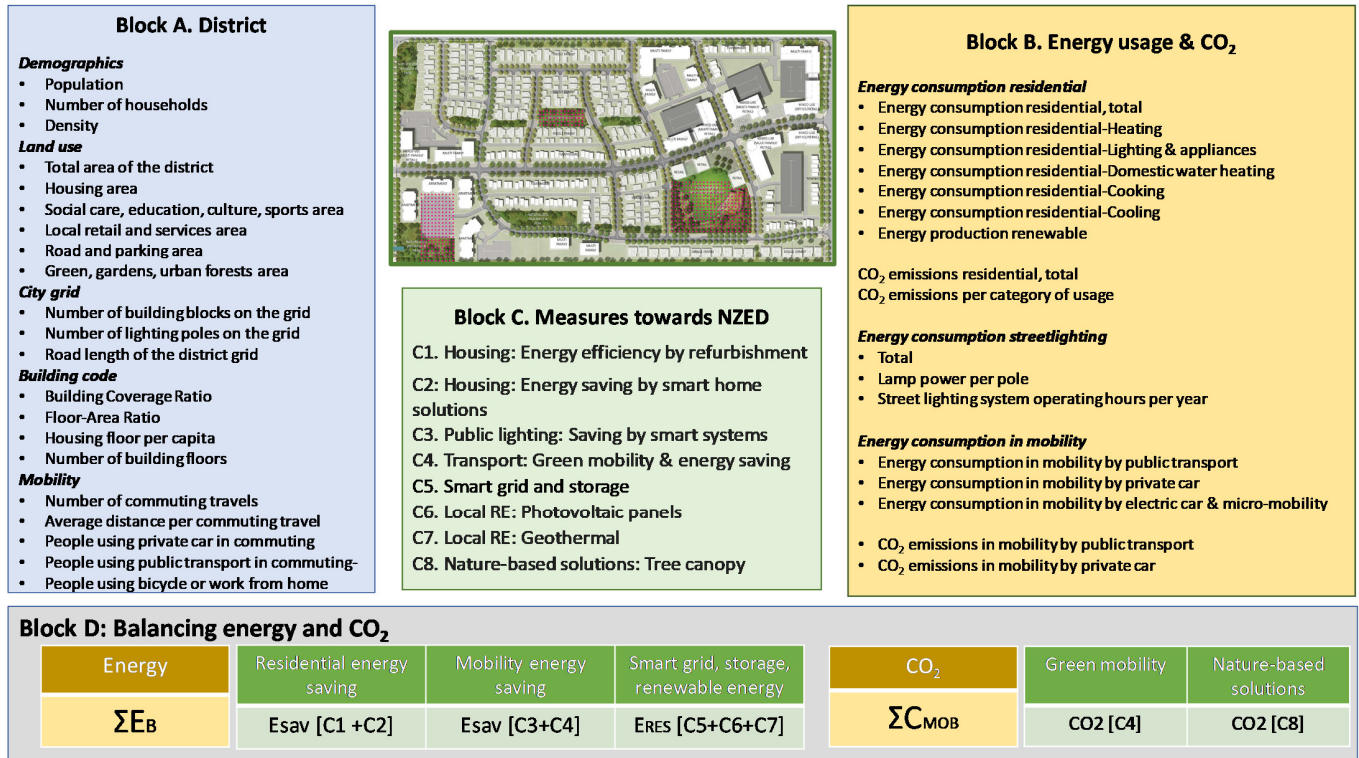 Block A. District
Demographics
• Population
• Number of households
• Density
Land use
• Total area of the district
• Housing area
• Social care, education, culture, sports area
• Local retail and services area
• Road and parking area
• Green, gardens, urban forests area
City grid
• Number of building blocks on the grid
• Number of lighting poles on the grid
• Road length of the district grid
Building code
• Building Coverage Ratio
• Floor-Area Ratio
• Housing floor per capita
• Number of building floors
Mobility
• Number of commuting travels
• Average distance per commuting travel
• People using private car in commuting
• People using public transport in commuting-
• People using bicycle or work from home
Block C. Measures towards NZED
C1. Housing: Energy efficiency by refurbishment
C2: Housing: Energy saving by smart home
solutions
C3. Public lighting: Saving by smart systems
C4. Transport: Green mobility & energy saving
C5. Smart grid and storage
C6. Local RE: Photovoltaic panels
C7. Local RE: Geothermal
C8. Nature-based solutions: Tree canopy
Block B. Energy usage & CO₂
Energy consumption residential
• Energy consumption residential, total
• Energy consumption residential-Heating
• Energy consumption residential-Lighting & appliances
• Energy consumption residential-Domestic water heating
• Energy consumption residential-Cooking
• Energy consumption residential-Cooling
• Energy production renewable
CO₂ emissions residential, total
CO₂ emissions per category of usage
Energy consumption streetlighting
• Total
• Lamp power per pole
• Street lighting system operating hours per year
Energy consumption in mobility
• Energy consumption in mobility by public transport
• Energy consumption in mobility by private car
• Energy consumption in mobility by electric car & micro-mobility
• CO₂ emissions in mobility by public transport
• CO₂ emissions in mobility by private car
Block D: Balancing energy and CO₂
Energy
ΣEB
Residential energy
saving
Esav [C1 +C2]
Mobility energy
saving
Esav [C3+C4]
Smart grid, storage,
renewable energy
ERES [C5+C6+C7]
CO₂
ΣCMOB
Green mobility
CO2 [C4]
Nature-based
solutions
CO2 [C8]